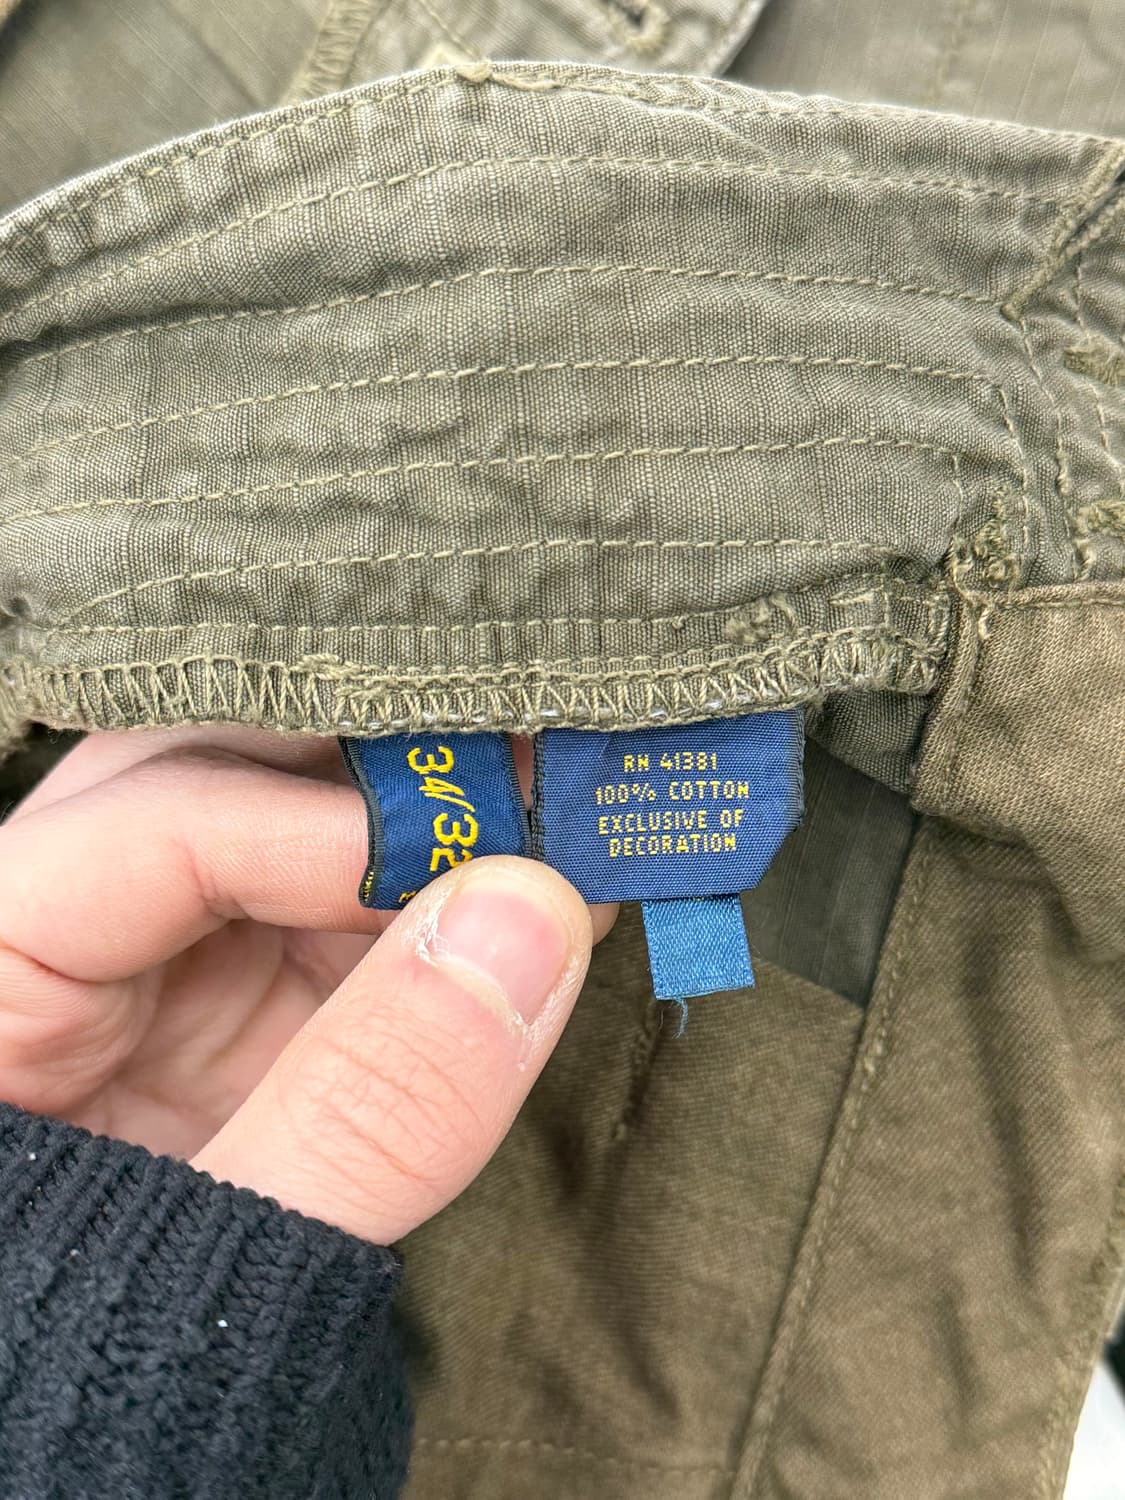 34/32
RN 41381
100% COTTON
EXCLUSIVE OF
DECORATION